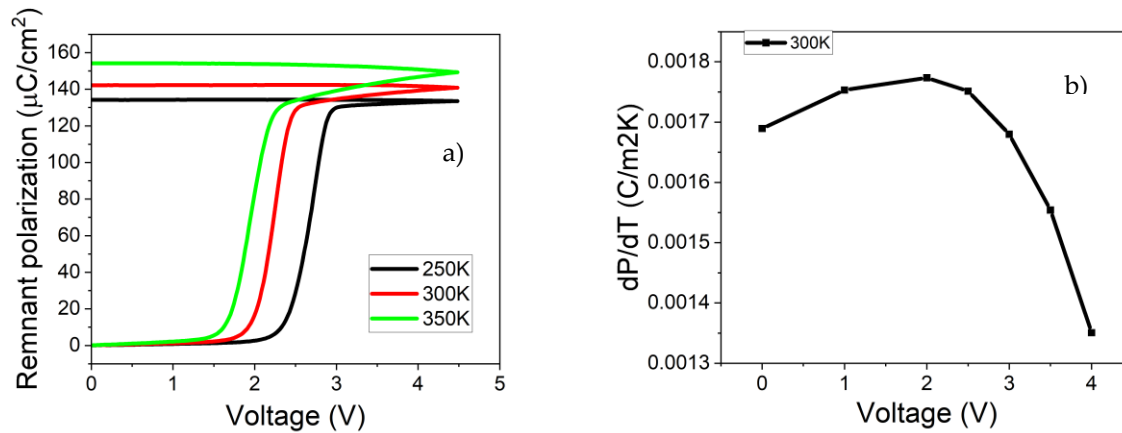 Remnant polarization (μC/cm²)
160
140
120
100
80
60
40
20
0
a)
250K
300K
350K
0 1 2 3 4 5
Voltage (V)
dP/dT (C/m2K)
300K
b)
0.0018
0.0017
0.0016
0.0015
0.0014
0.0013
0 1 2 3 4
Voltage (V)